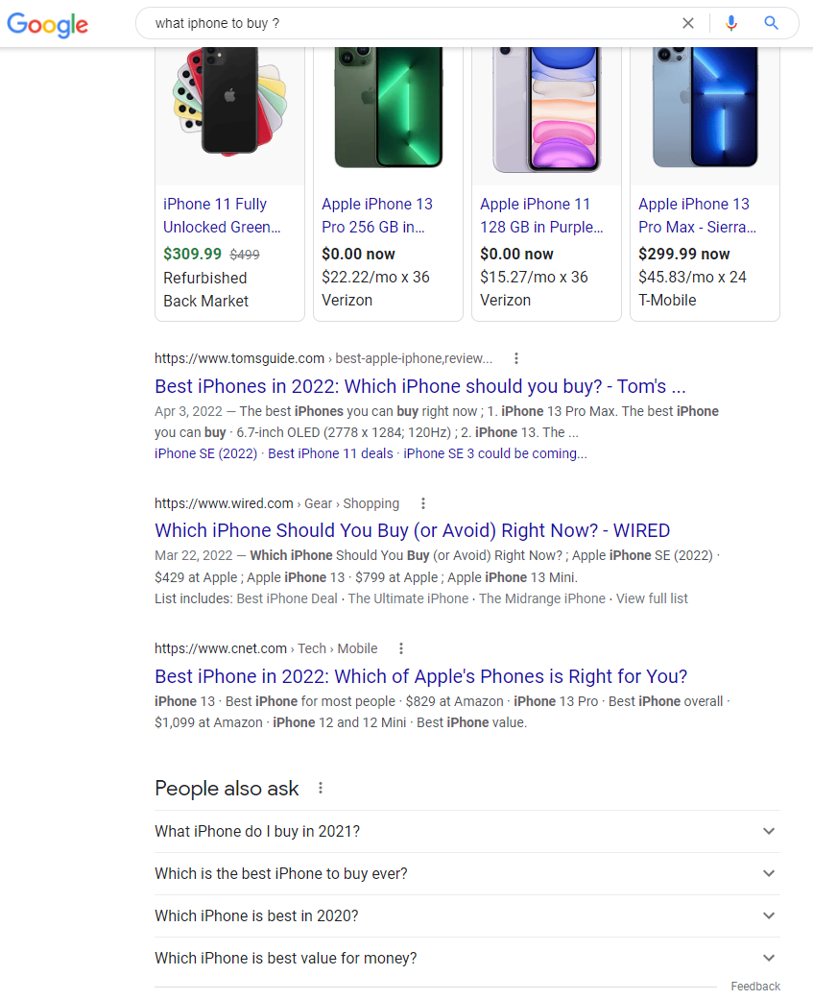 Google
what iphone to buy ?
iPhone 11 Fully
Unlocked Green...
$309.99 $499
Refurbished
Back Market
Apple iPhone 13
Pro 256 GB in...
$0.00 now
$22.22/mo x 36
Verizon
Apple iPhone 11
128 GB in Purple...
$0.00 now
$15.27/mo x 36
Verizon
Apple iPhone 13
Pro Max - Sierra...
$299.99 now
$45.83/mo x 24
T-Mobile
https://www.tomsguide.com › best-apple-iphone,review...
Best iPhones in 2022: Which iPhone should you buy? - Tom's ...
Apr 3, 2022 — The best iPhones you can buy right now ; 1. iPhone 13 Pro Max. The best iPhone
you can buy · 6.7-inch OLED (2778 x 1284; 120Hz) ; 2. iPhone 13. The ...
iPhone SE (2022) · Best iPhone 11 deals · iPhone SE 3 could be coming...
https://www.wired.com › Gear › Shopping
Which iPhone Should You Buy (or Avoid) Right Now? - WIRED
Mar 22, 2022 — Which iPhone Should You Buy (or Avoid) Right Now? ; Apple iPhone SE (2022) ·
$429 at Apple ; Apple iPhone 13 · $799 at Apple ; Apple iPhone 13 Mini.
List includes: Best iPhone Deal · The Ultimate iPhone · The Midrange iPhone · View full list
https://www.cnet.com › Tech › Mobile
Best iPhone in 2022: Which of Apple's Phones is Right for You?
iPhone 13 · Best iPhone for most people · $829 at Amazon · iPhone 13 Pro · Best iPhone overall ·
$1,099 at Amazon · iPhone 12 and 12 Mini · Best iPhone value.
People also ask
What iPhone do I buy in 2021?
Which is the best iPhone to buy ever?
Which iPhone is best in 2020?
Which iPhone is best value for money?
Feedback